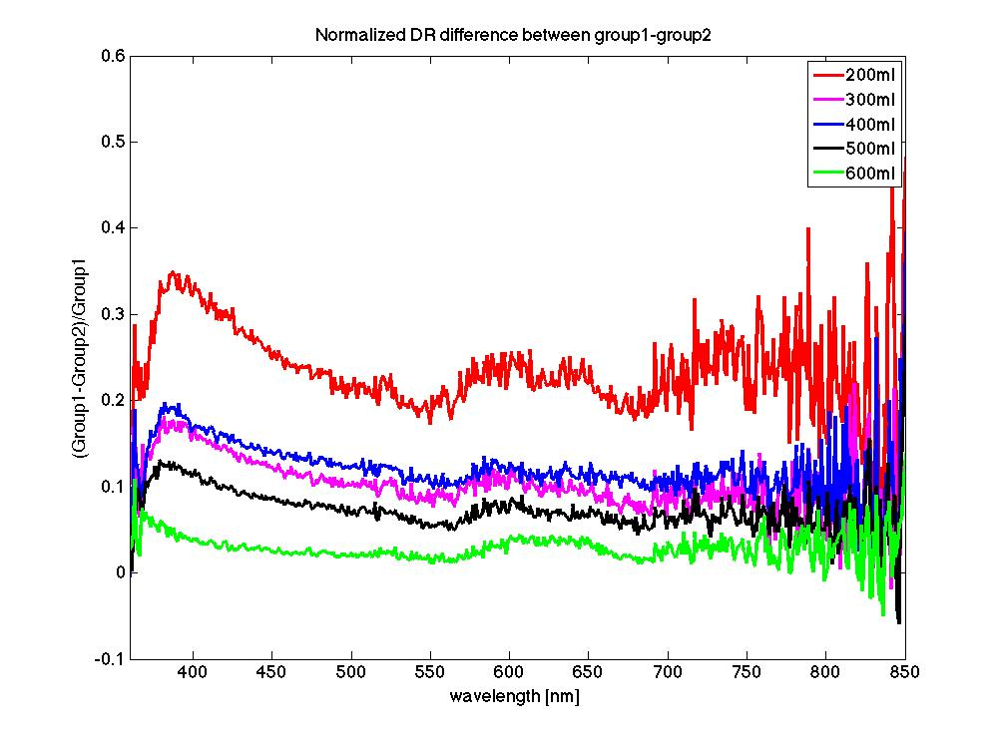 Normalized DR difference between group1-group2
0.6
0.5
0.4
0.3
0.2
0.1
0
-0.1
(Group1-Group2)/Group1
200ml
300ml
400ml
500ml
600ml
400 450 500 550 600 650 700 750 800 850
wavelength [nm]